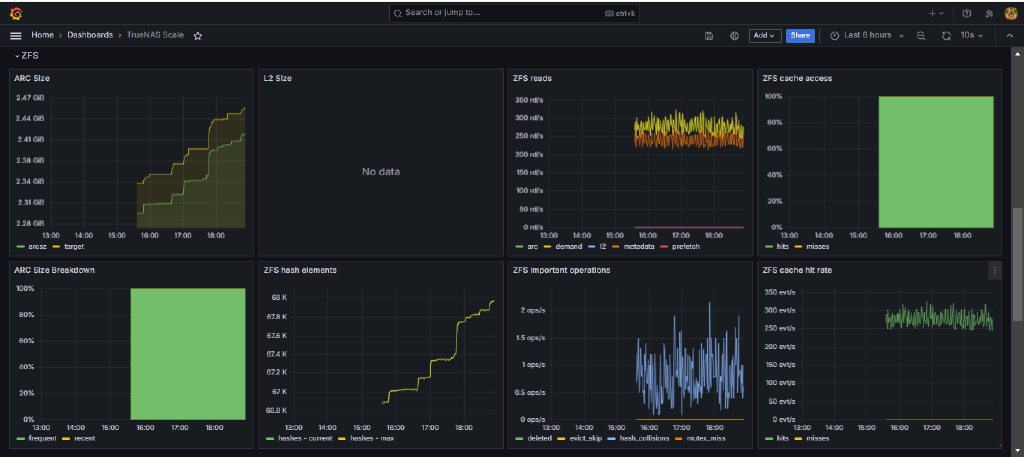 Search or jump to...
ctrl+k
Home > Dashboards > TrueNAS Scale
Add
Share
Last 6 hours
10s
ZFS
ARC Size
2.47 GiB
2.44 GiB
2.41 GiB
2.38 GiB
2.34 GiB
2.31 GiB
2.28 GiB
13:00 14:00 15:00 16:00 17:00 18:00
arcsz target
L2 Size
No data
ZFS reads
350 rd/s
300 rd/s
250 rd/s
200 rd/s
150 rd/s
100 rd/s
50 rd/s
0 rd/s
13:00 14:00 15:00 16:00 17:00 18:00
arc demand l2 metadata prefetch
ZFS cache access
100%
80%
60%
40%
20%
0%
13:00 14:00 15:00 16:00 17:00 18:00
hits misses
ARC Size Breakdown
100%
80%
60%
40%
20%
0%
13:00 14:00 15:00 16:00 17:00 18:00
frequent recent
ZFS hash elements
68 K
67.8 K
67.6 K
67.4 K
67.2 K
67 K
66.8 K
13:00 14:00 15:00 16:00 17:00 18:00
hashes - current hashes - max
ZFS important operations
2 ops/s
1.5 ops/s
1 ops/s
0.5 ops/s
0 ops/s
13:00 14:00 15:00 16:00 17:00 18:00
deleted evict_skip hash_collisions mutex_miss
ZFS cache hit rate
350 evt/s
300 evt/s
250 evt/s
200 evt/s
150 evt/s
100 evt/s
50 evt/s
0 evt/s
13:00 14:00 15:00 16:00 17:00 18:00
hits misses